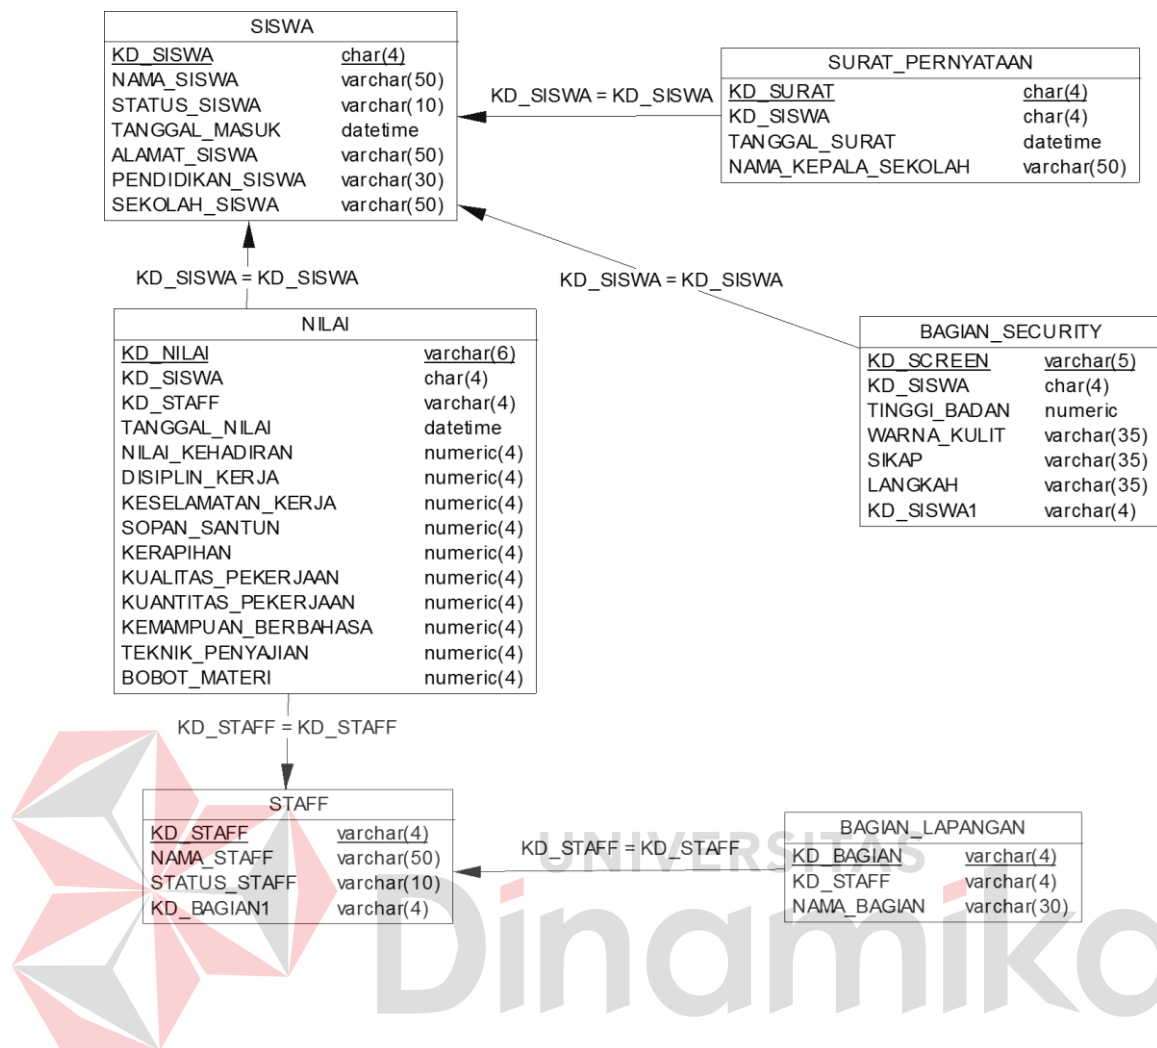 SISWA
KD_SISWA char(4)
NAMA_SISWA varchar(50)
STATUS_SISWA varchar(10)
TANGGAL_MASUK datetime
ALAMAT_SISWA varchar(50)
PENDIDIKAN_SISWA varchar(30)
SEKOLAH_SISWA varchar(50)
KD_SISWA = KD_SISWA
SURAT_PERNYATAAN
KD_SURAT char(4)
KD_SISWA char(4)
TANGGAL_SURAT datetime
NAMA_KEPALA_SEKOLAH varchar(50)
KD_SISWA = KD_SISWA
KD_SISWA = KD_SISWA
NILAI
KD_NILAI varchar(6)
KD_SISWA char(4)
KD_STAFF varchar(4)
TANGGAL_NILAI datetime
NILAI_KEHADIRAN numeric(4)
DISIPLIN_KERJA numeric(4)
KESELAMATAN_KERJA numeric(4)
SOPAN_SANTUN numeric(4)
KERAPIHAN numeric(4)
KUALITAS_PEKERJAAN numeric(4)
KUANTITAS_PEKERJAAN numeric(4)
KEMAMPUAN_BERBAHASA numeric(4)
TEKNIK_PENYAJIAN numeric(4)
BOBOT_MATERI numeric(4)
BAGIAN_SECURITY
KD_SCREEN varchar(5)
KD_SISWA char(4)
TINGGI_BADAN numeric
WARNA_KULIT varchar(35)
SIKAP varchar(35)
LANGKAH varchar(35)
KD_SISWA1 varchar(4)
KD_STAFF = KD_STAFF
STAFF
KD_STAFF varchar(4)
NAMA_STAFF varchar(50)
STATUS_STAFF varchar(10)
KD_BAGIAN1 varchar(4)
KD_STAFF = KD_STAFF
BAGIAN_LAPANGAN
KD_BAGIAN varchar(4)
KD_STAFF varchar(4)
NAMA_BAGIAN varchar(30)
UNIVERSITAS
Dinamika